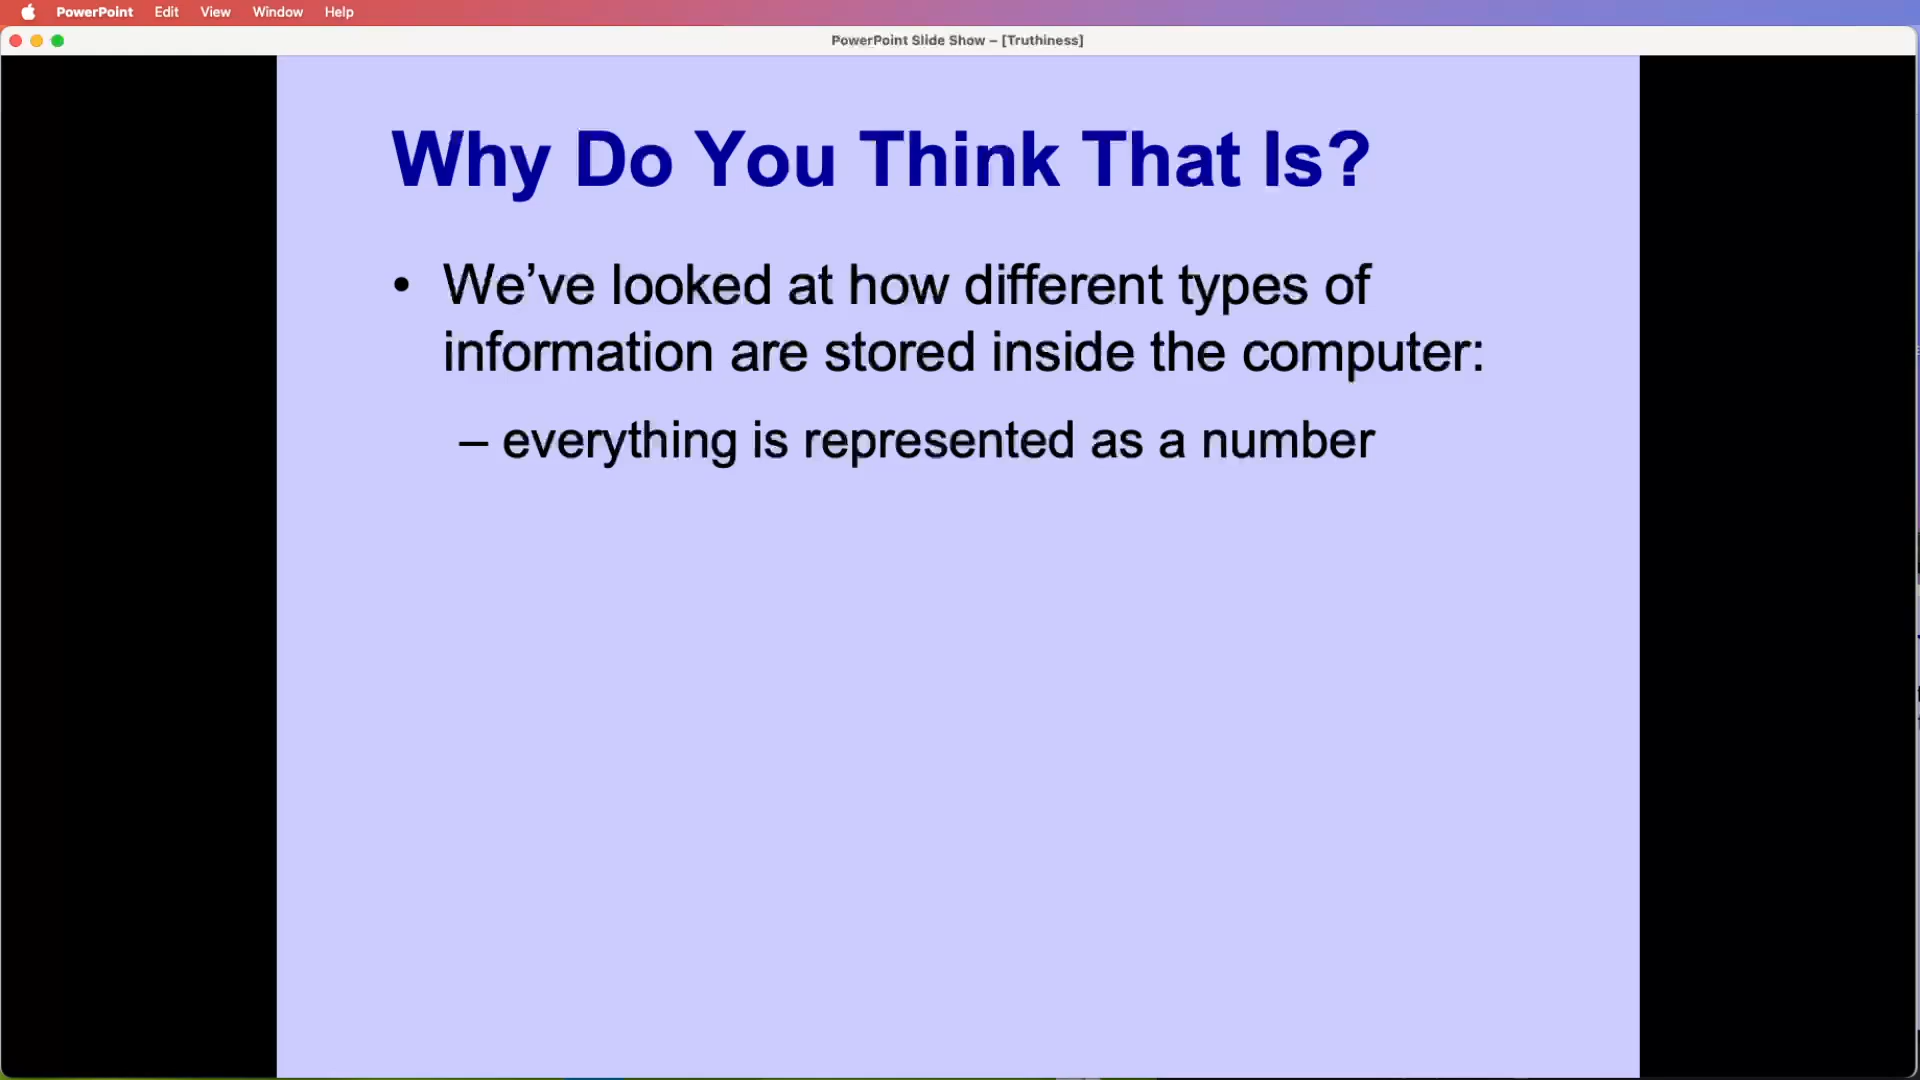 PowerPoint Edit View Window Help
PowerPoint Slide Show – [Truthiness]
Why Do You Think That Is?
• We’ve looked at how different types of
information are stored inside the computer:
– everything is represented as a number